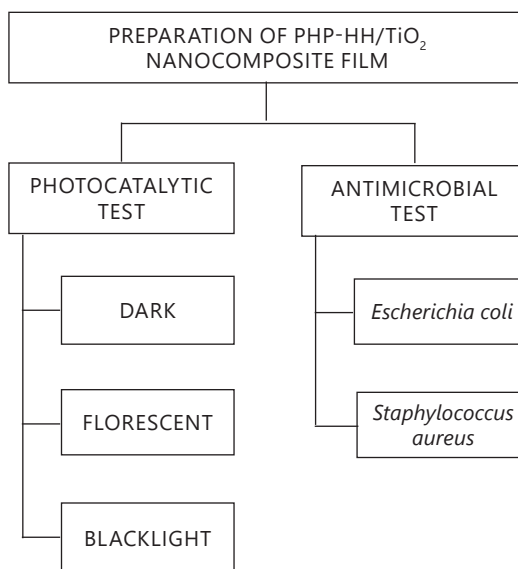 PREPARATION OF PHP-HH/TiO₂
NANOCOMPOSITE FILM
PHOTOCATALYTIC
TEST
ANTIMICROBIAL
TEST
DARK
Escherichia coli
FLORESCENT
Staphylococcus
aureus
BLACKLIGHT